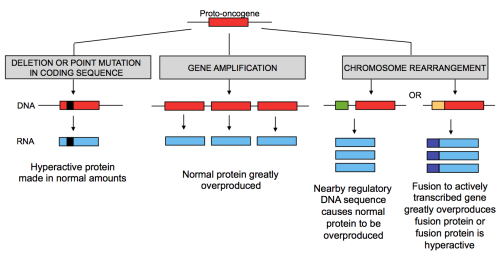 Proto-oncogene
DELETION OR POINT MUTATION
IN CODING SEQUENCE
GENE AMPLIFICATION
CHROMOSOME REARRANGEMENT
DNA
OR
RNA
Hyperactive protein
made in normal amounts
Normal protein greatly
overproduced
Nearby regulatory
DNA sequence
causes normal
protein to be
overproduced
Fusion to actively
transcribed gene
greatly overproduces
fusion protein or
fusion protein is
hyperactive